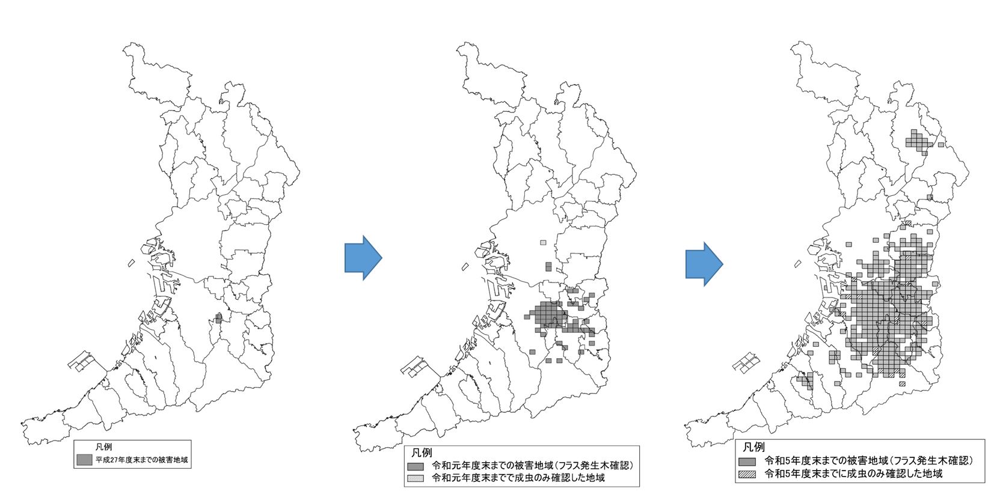 凡例
平成27年度末までの被害地域
凡例
令和元年度末までの被害地域(フラス発生木確認)
令和元年度末までで成虫のみ確認した地域
凡例
令和5年度末までの被害地域(フラス発生木確認)
令和5年度末までに成虫のみ確認した地域